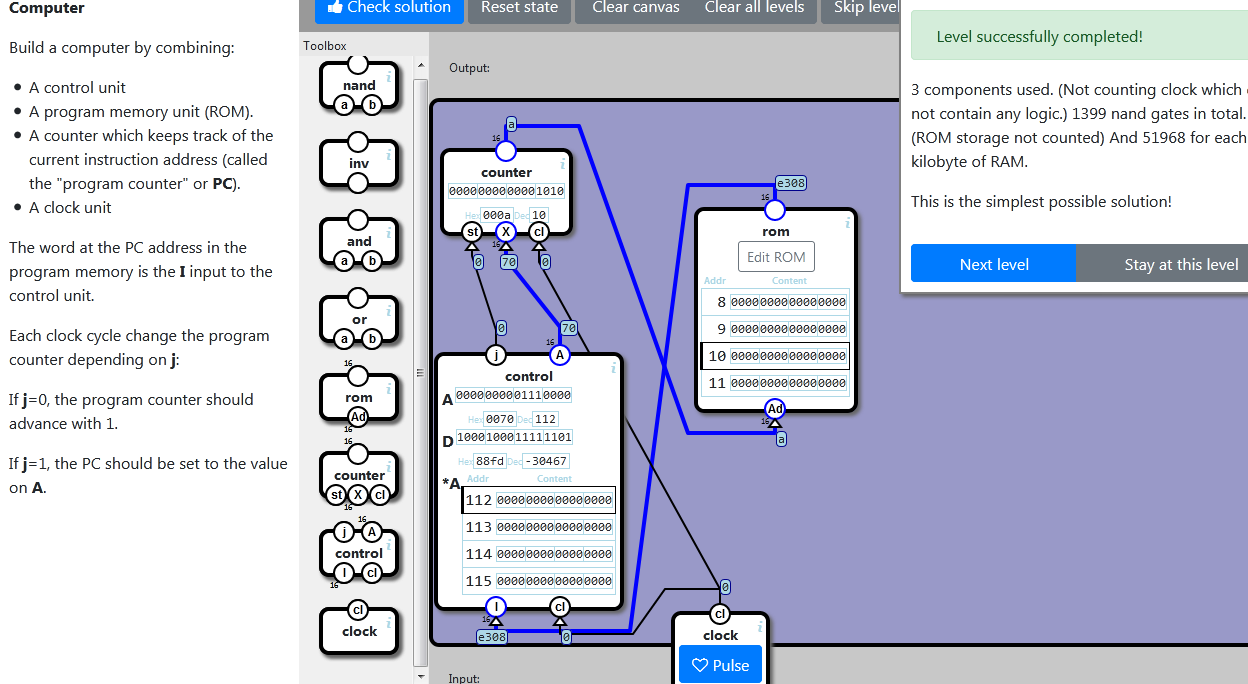 Computer
Build a computer by combining:
A control unit
A program memory unit (ROM).
A counter which keeps track of the
current instruction address (called
the "program counter" or PC).
A clock unit
The word at the PC address in the
program memory is the I input to the
control unit.
Each clock cycle change the program
counter depending on j:
If j=0, the program counter should
advance with 1.
If j=1, the PC should be set to the value
on A.
Check solution
Reset state
Clear canvas
Clear all levels
Skip level
Toolbox
nand
a b
inv
and
a b
or
a b
16
rom
Ad
16
16
counter
st X cl
16
16
j A
control
I cl
16
cl
clock
Output:
a
16
counter
0000000000001010
Hex 000a Dec 10
st X cl
16
0 70 0
0 70
16
j A
control
A 0000000001110000
Hex 0070 Dec 112
D 1000100011111101
Hex 88fd Dec -30467
*A Addr Content
112 0000000000000000
113 0000000000000000
114 0000000000000000
115 0000000000000000
I cl
16
e308 0
e308
16
rom
Edit ROM
Addr Content
8 0000000000000000
9 0000000000000000
10 0000000000000000
11 0000000000000000
Ad
16
a
0
cl
clock
Pulse
Input:
Level successfully completed!
3 components used. (Not counting clock which
not contain any logic.) 1399 nand gates in total.
(ROM storage not counted) And 51968 for each
kilobyte of RAM.
This is the simplest possible solution!
Next level
Stay at this level